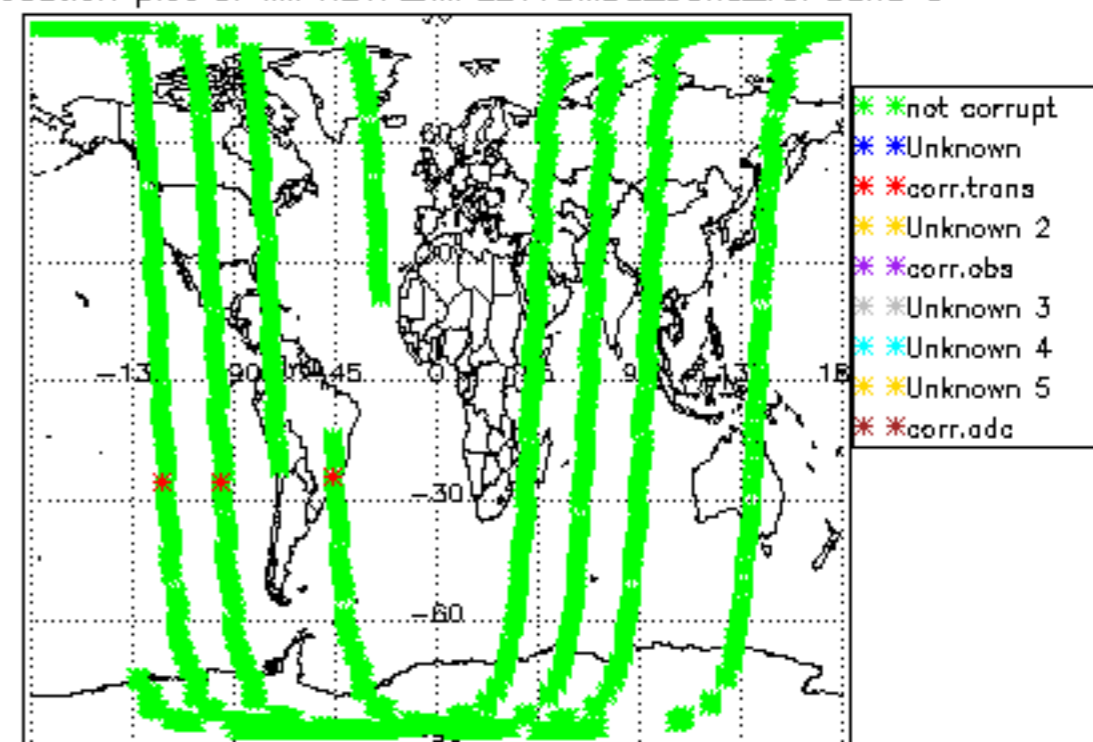 60
-13 -90 -45 0 9 13 18
-30
-60
not corrupt
Unknown
corr.trans
Unknown 2
corr.obs
Unknown 3
Unknown 4
Unknown 5
corr.adc